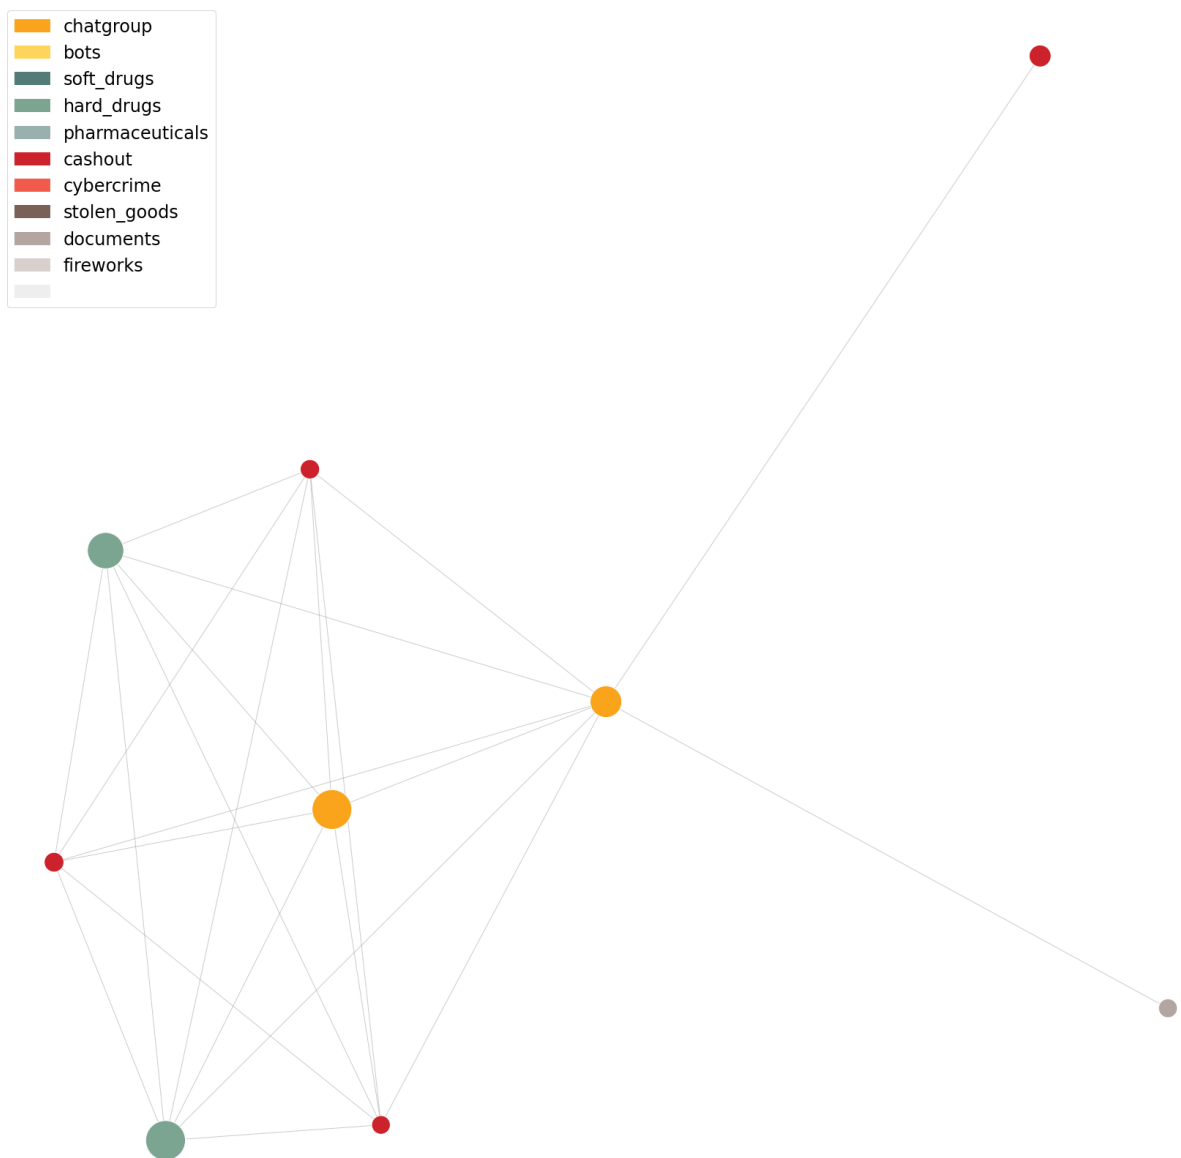 chatgroup
bots
soft_drugs
hard_drugs
pharmaceuticals
cashout
cybercrime
stolen_goods
documents
fireworks